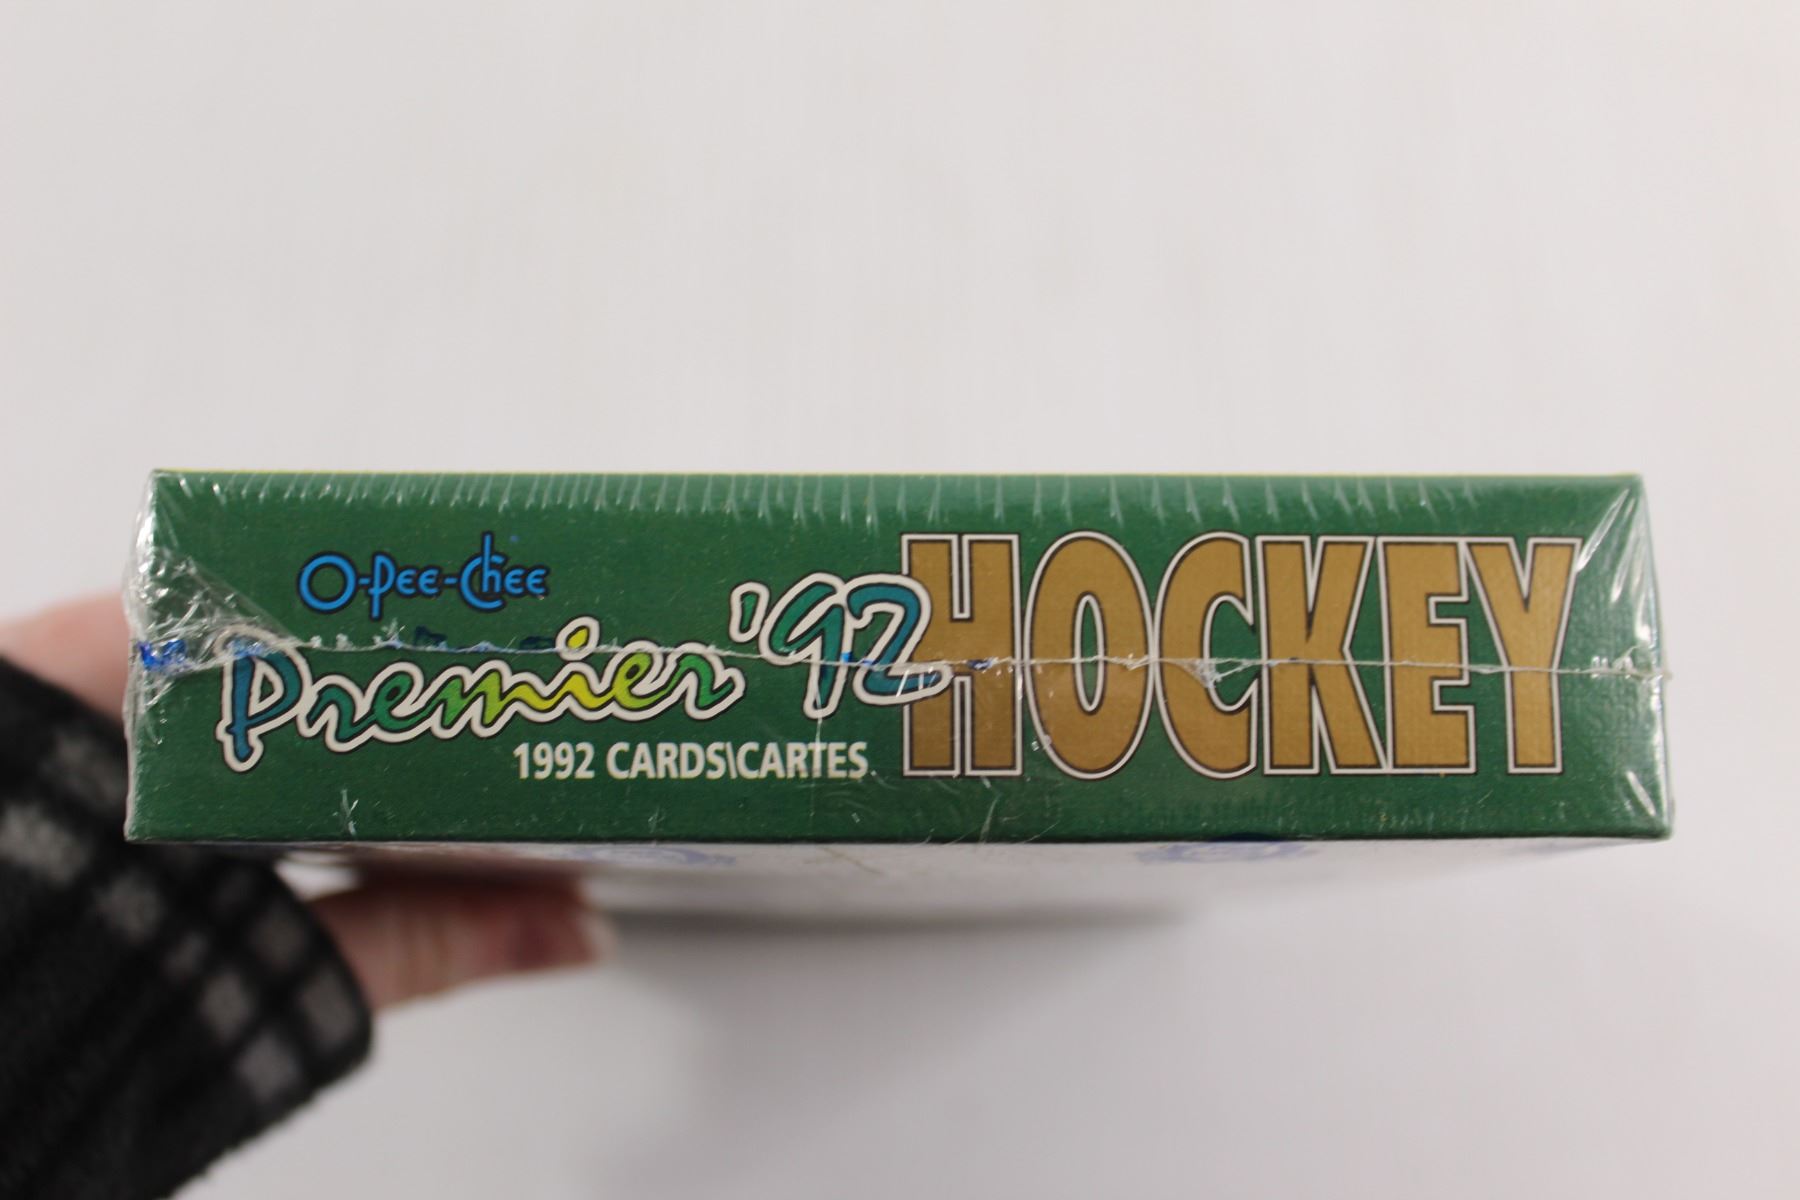 O-Pee-Chee
Premier '92 HOCKEY
1992 CARDS\CARTES